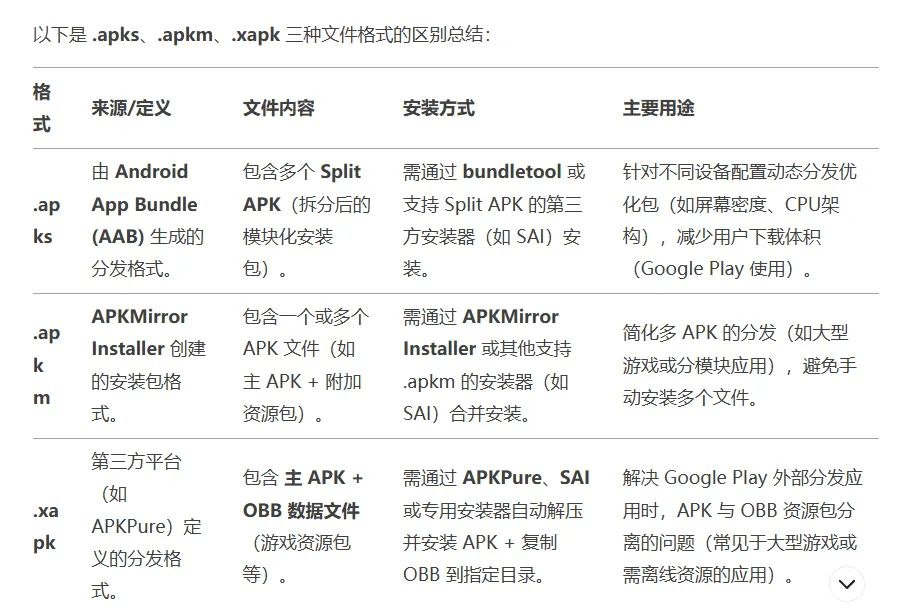 以下是 .apks、.apkm、.xapk 三种文件格式的区别总结：
格
式
来源/定义
文件内容
安装方式
主要用途
.ap
ks
由 Android
App Bundle
(AAB) 生成的
分发格式。
包含多个 Split
APK（拆分后的
模块化安装
包）。
需通过 bundletool 或
支持 Split APK 的第三
方安装器（如 SAI）安
装。
针对不同设备配置动态分发优
化包（如屏幕密度、CPU架
构），减少用户下载体积
（Google Play 使用）。
.ap
k
m
APKMirror
Installer 创建
的安装包格
式。
包含一个或多个
APK 文件（如
主 APK + 附加
资源包）。
需通过 APKMirror
Installer 或其他支持
.apkm 的安装器（如
SAI）合并安装。
简化多 APK 的分发（如大型
游戏或分模块应用），避免手
动安装多个文件。
.xa
pk
第三方平台
（如
APKPure）定
义的分发格
式。
包含 主 APK +
OBB 数据文件
（游戏资源包
等）。
需通过 APKPure、SAI
或专用安装器自动解压
并安装 APK + 复制
OBB 到指定目录。
解决 Google Play 外部分发应
用时，APK 与 OBB 资源包分
离的问题（常见于大型游戏或
需离线资源的应用）。